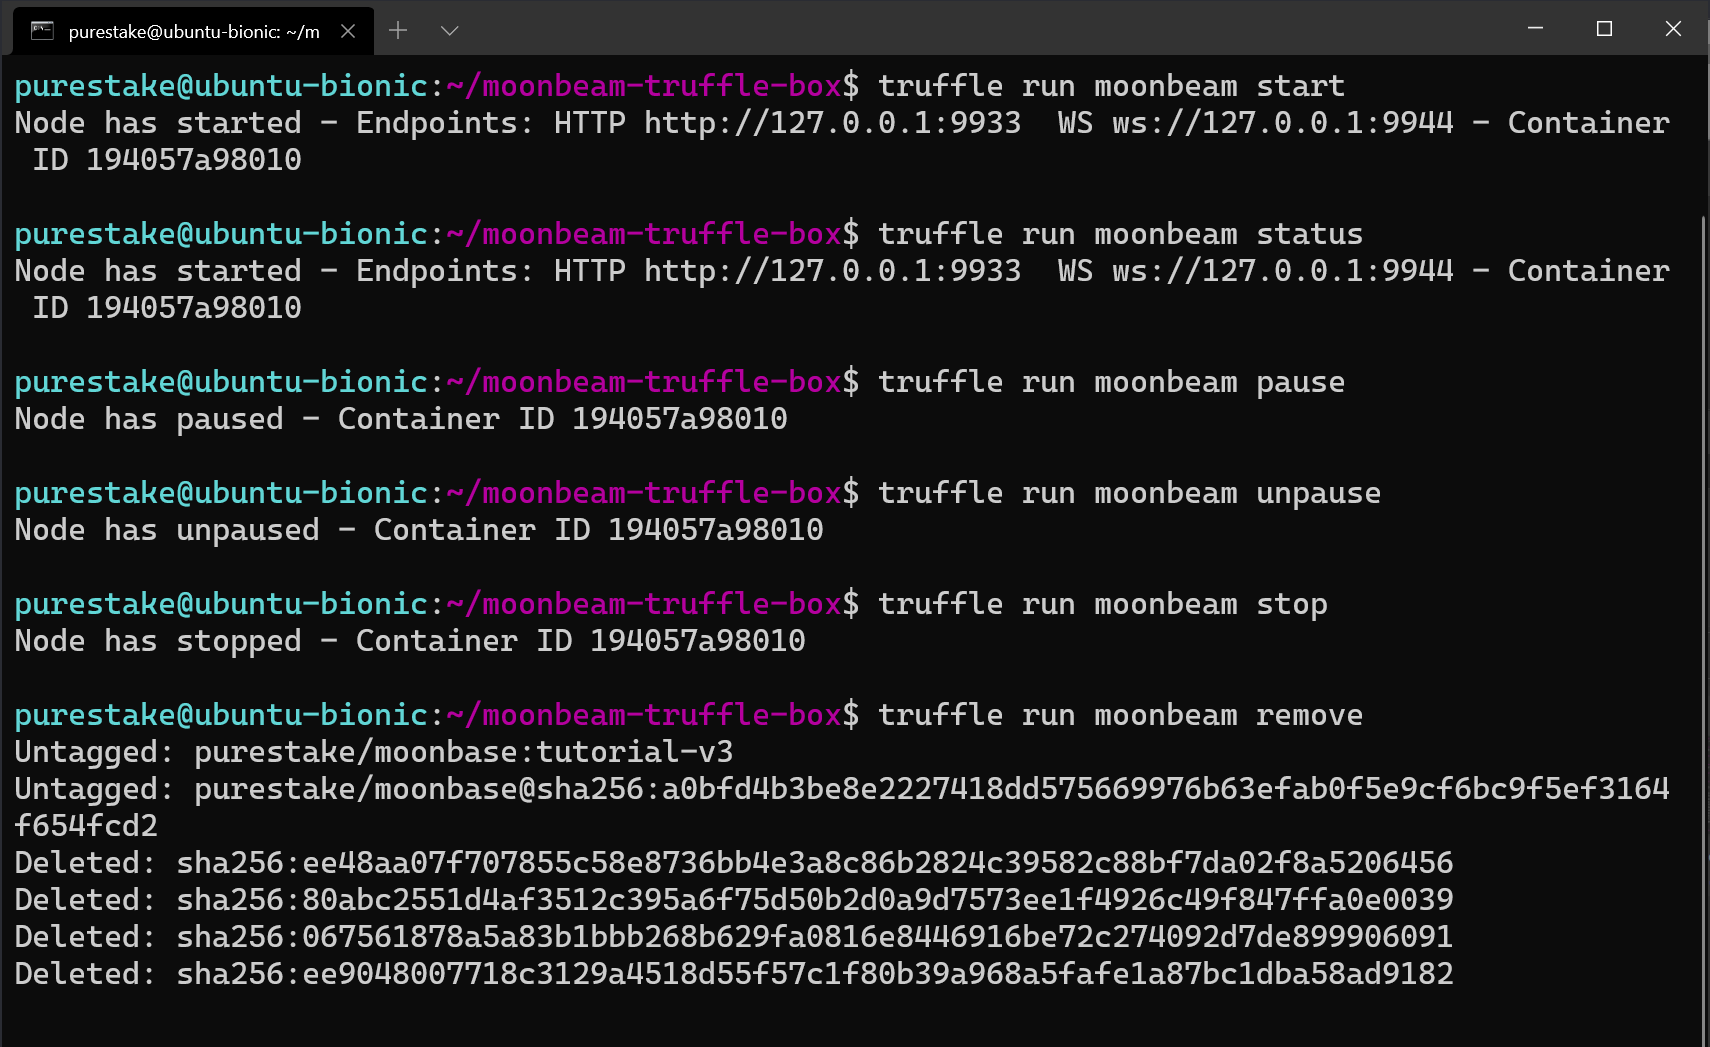 purestake@ubuntu-bionic: ~/m
purestake@ubuntu-bionic:~/moonbeam-truffle-box$ truffle run moonbeam start
Node has started - Endpoints: HTTP http://127.0.0.1:9933  WS ws://127.0.0.1:9944 - Container
 ID 194057a98010
purestake@ubuntu-bionic:~/moonbeam-truffle-box$ truffle run moonbeam status
Node has started - Endpoints: HTTP http://127.0.0.1:9933  WS ws://127.0.0.1:9944 - Container
 ID 194057a98010
purestake@ubuntu-bionic:~/moonbeam-truffle-box$ truffle run moonbeam pause
Node has paused - Container ID 194057a98010
purestake@ubuntu-bionic:~/moonbeam-truffle-box$ truffle run moonbeam unpause
Node has unpaused - Container ID 194057a98010
purestake@ubuntu-bionic:~/moonbeam-truffle-box$ truffle run moonbeam stop
Node has stopped - Container ID 194057a98010
purestake@ubuntu-bionic:~/moonbeam-truffle-box$ truffle run moonbeam remove
Untagged: purestake/moonbase:tutorial-v3
Untagged: purestake/moonbase@sha256:a0bfd4b3be8e2227418dd575669976b63efab0f5e9cf6bc9f5ef3164
f654fcd2
Deleted: sha256:ee48aa07f707855c58e8736bb4e3a8c86b2824c39582c88bf7da02f8a5206456
Deleted: sha256:80abc2551d4af3512c395a6f75d50b2d0a9d7573ee1f4926c49f847ffa0e0039
Deleted: sha256:067561878a5a83b1bbb268b629fa0816e8446916be72c274092d7de899906091
Deleted: sha256:ee9048007718c3129a4518d55f57c1f80b39a968a5fafe1a87bc1dba58ad9182